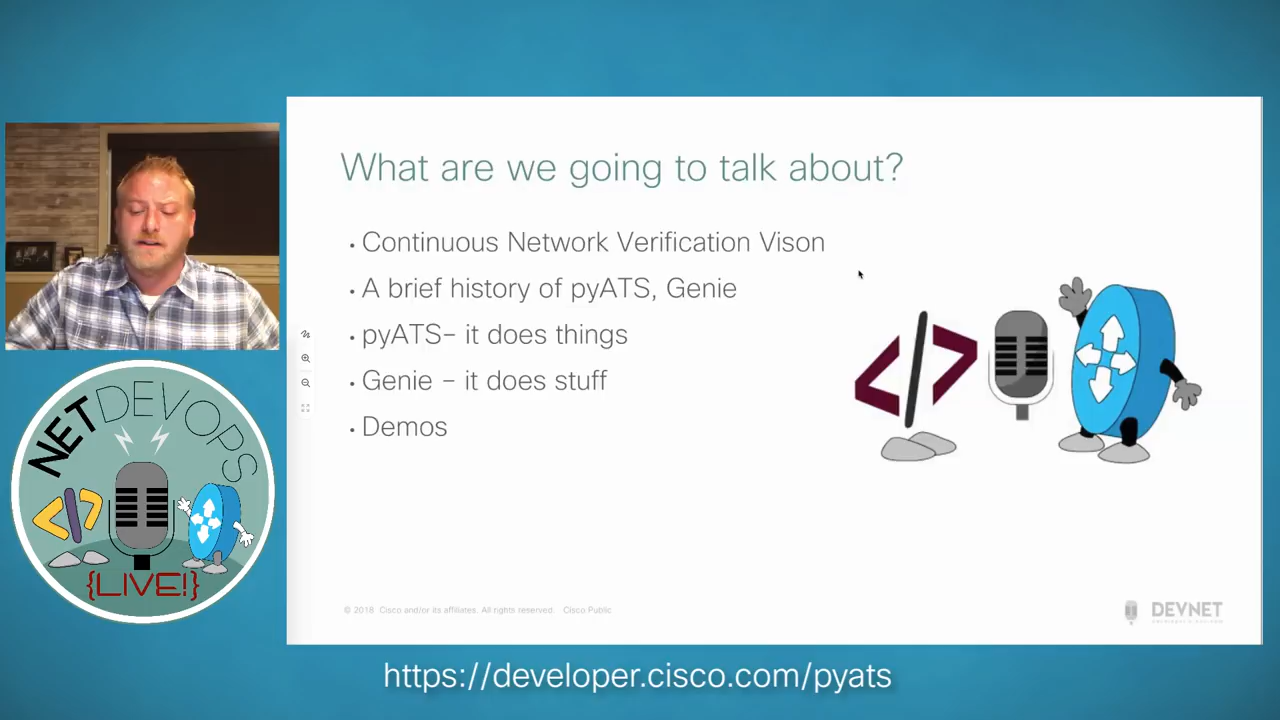 What are we going to talk about?
• Continuous Network Verification Vison
• A brief history of pyATS, Genie
• pyATS– it does things
• Genie – it does stuff
• Demos
NETDEVOPS
{LIVE!}
© 2018 Cisco and/or its affiliates. All rights reserved. Cisco Public
DEVNET
https://developer.cisco.com/pyats